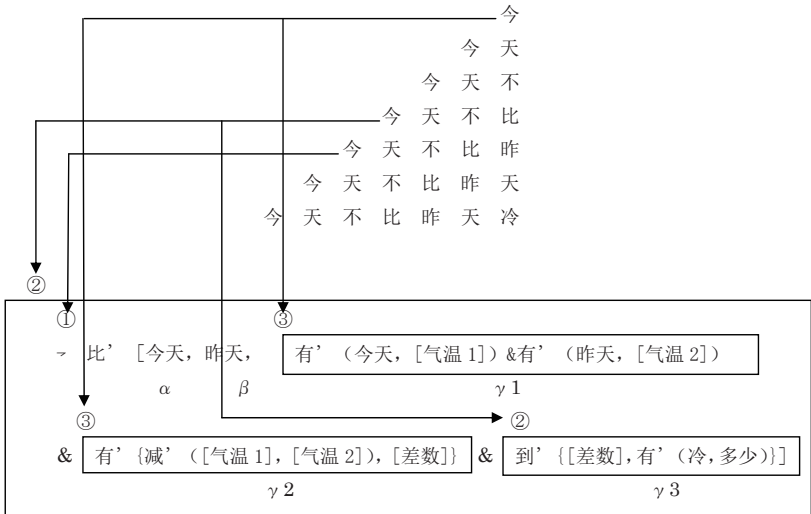 今
今 天
今 天 不
今 天 不 比
今 天 不 比 昨
今 天 不 比 昨 天
今 天 不 比 昨 天 冷
②
① ③
比’ [今天，昨天， 有’（今天，[气温 1]）&有’（昨天，[气温 2]）
α β γ 1
③ ②
& 有’{减’（[气温 1]，[气温 2]），[差数]} & 到’{[差数]，有’（冷，多少）}]
γ 2 γ 3